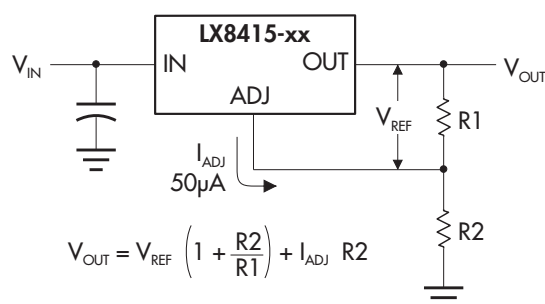 LX8415-xx
V_IN
IN
OUT
V_OUT
ADJ
V_REF
R1
I_ADJ
50µA
R2
V_OUT = V_REF (1 + R2/R1) + I_ADJ R2